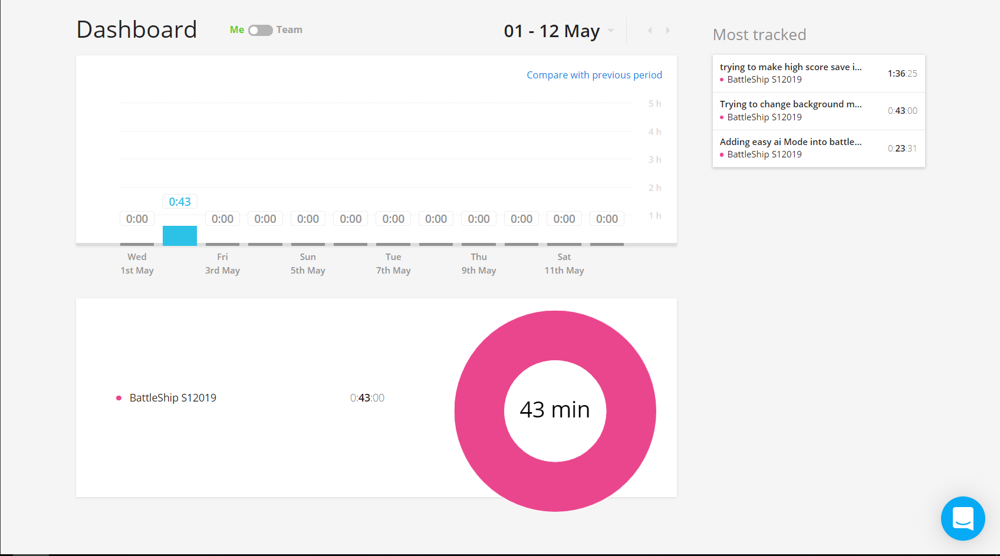 Dashboard
Me Team
01 - 12 May
Compare with previous period
5 h
4 h
3 h
2 h
1 h
0:00 0:43 0:00 0:00 0:00 0:00 0:00 0:00 0:00 0:00 0:00 0:00
Wed Fri Sun Tue Thu Sat
1st May 3rd May 5th May 7th May 9th May 11th May
BattleShip S12019 0:43:00
43 min
Most tracked
trying to make high score save i... 1:36:25
BattleShip S12019
Trying to change background m... 0:43:00
BattleShip S12019
Adding easy ai Mode into battle... 0:23:31
BattleShip S12019